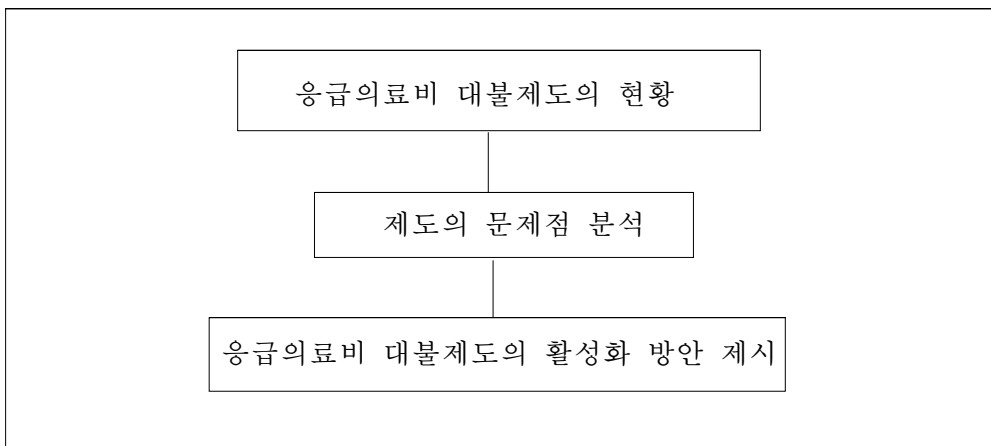 응급의료비 대불제도의 현황
제도의 문제점 분석
응급의료비 대불제도의 활성화 방안 제시